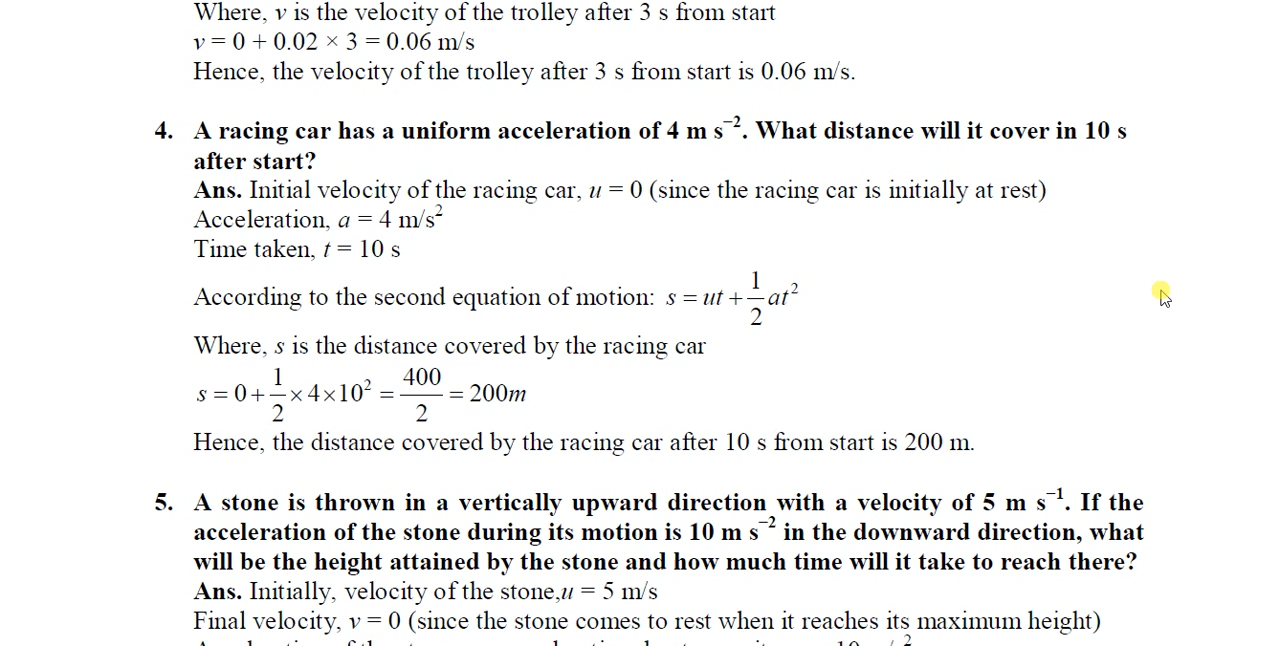 Where, v is the velocity of the trolley after 3 s from start
v = 0 + 0.02 × 3 = 0.06 m/s
Hence, the velocity of the trolley after 3 s from start is 0.06 m/s.
4. A racing car has a uniform acceleration of 4 m s⁻². What distance will it cover in 10 s
after start?
Ans. Initial velocity of the racing car, u = 0 (since the racing car is initially at rest)
Acceleration, a = 4 m/s²
Time taken, t = 10 s
According to the second equation of motion: s = ut + 1/2 at²
Where, s is the distance covered by the racing car
s = 0 + 1/2 × 4 × 10² = 400/2 = 200m
Hence, the distance covered by the racing car after 10 s from start is 200 m.
5. A stone is thrown in a vertically upward direction with a velocity of 5 m s⁻¹. If the
acceleration of the stone during its motion is 10 m s⁻² in the downward direction, what
will be the height attained by the stone and how much time will it take to reach there?
Ans. Initially, velocity of the stone,u = 5 m/s
Final velocity, v = 0 (since the stone comes to rest when it reaches its maximum height)